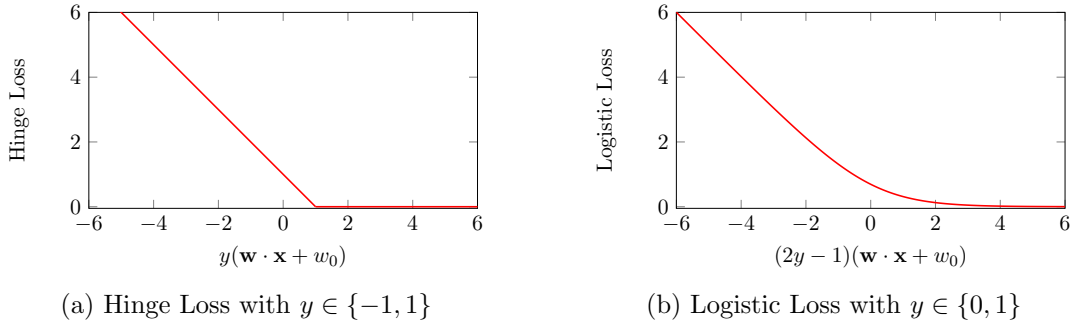 6
4
2
0
Hinge Loss
−6 −4 −2 0 2 4 6
y(w · x + w₀)
(a) Hinge Loss with y ∈ {−1, 1}
6
4
2
0
Logistic Loss
−6 −4 −2 0 2 4 6
(2y − 1)(w · x + w₀)
(b) Logistic Loss with y ∈ {0, 1}